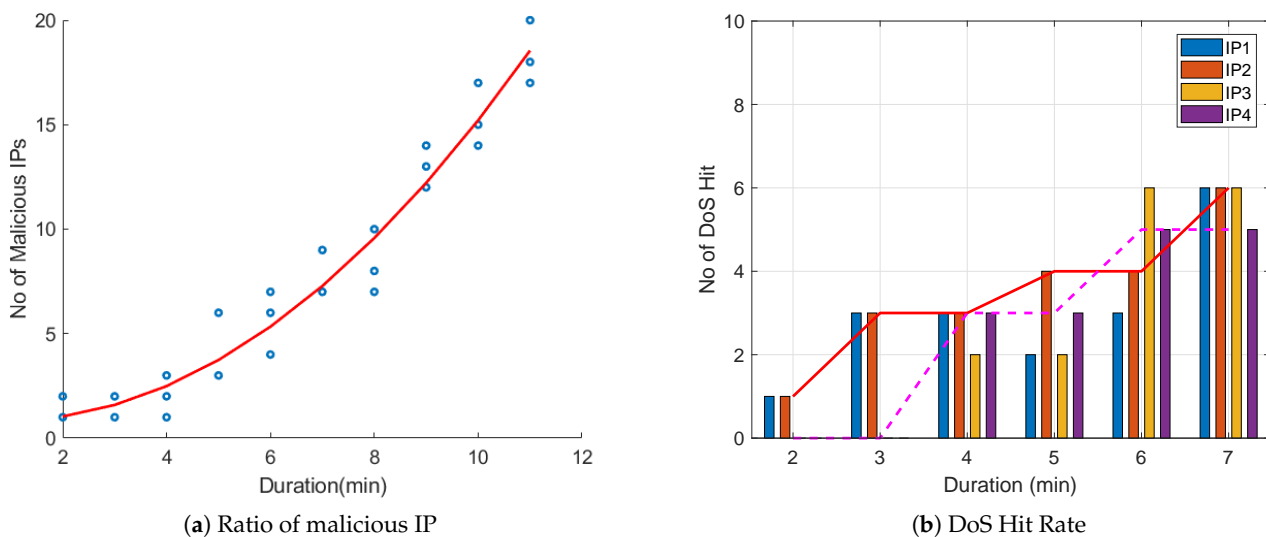 20
15
10
5
0
No of Malicious IPs
2 4 6 8 10 12
Duration(min)
(a) Ratio of malicious IP
10
8
6
4
2
0
No of DoS Hit
IP1
IP2
IP3
IP4
2 3 4 5 6 7
Duration (min)
(b) DoS Hit Rate